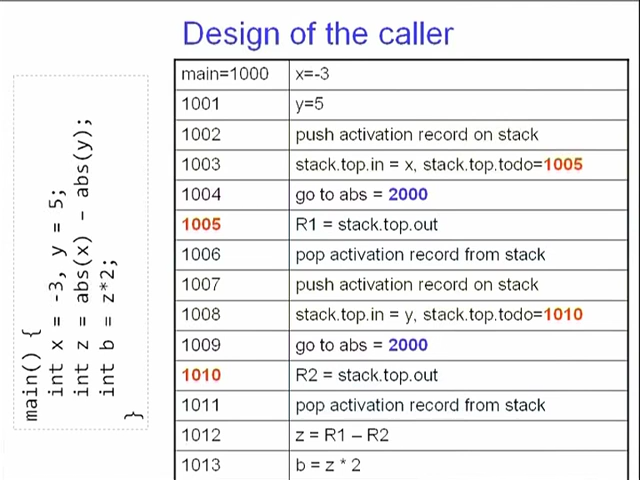 Design of the caller
main() {
int x = -3, y = 5;
int z = abs(x) - abs(y);
int b = z*2;
}
main=1000 x=-3
1001 y=5
1002 push activation record on stack
1003 stack.top.in = x, stack.top.todo=1005
1004 go to abs = 2000
1005 R1 = stack.top.out
1006 pop activation record from stack
1007 push activation record on stack
1008 stack.top.in = y, stack.top.todo=1010
1009 go to abs = 2000
1010 R2 = stack.top.out
1011 pop activation record from stack
1012 z = R1 – R2
1013 b = z * 2